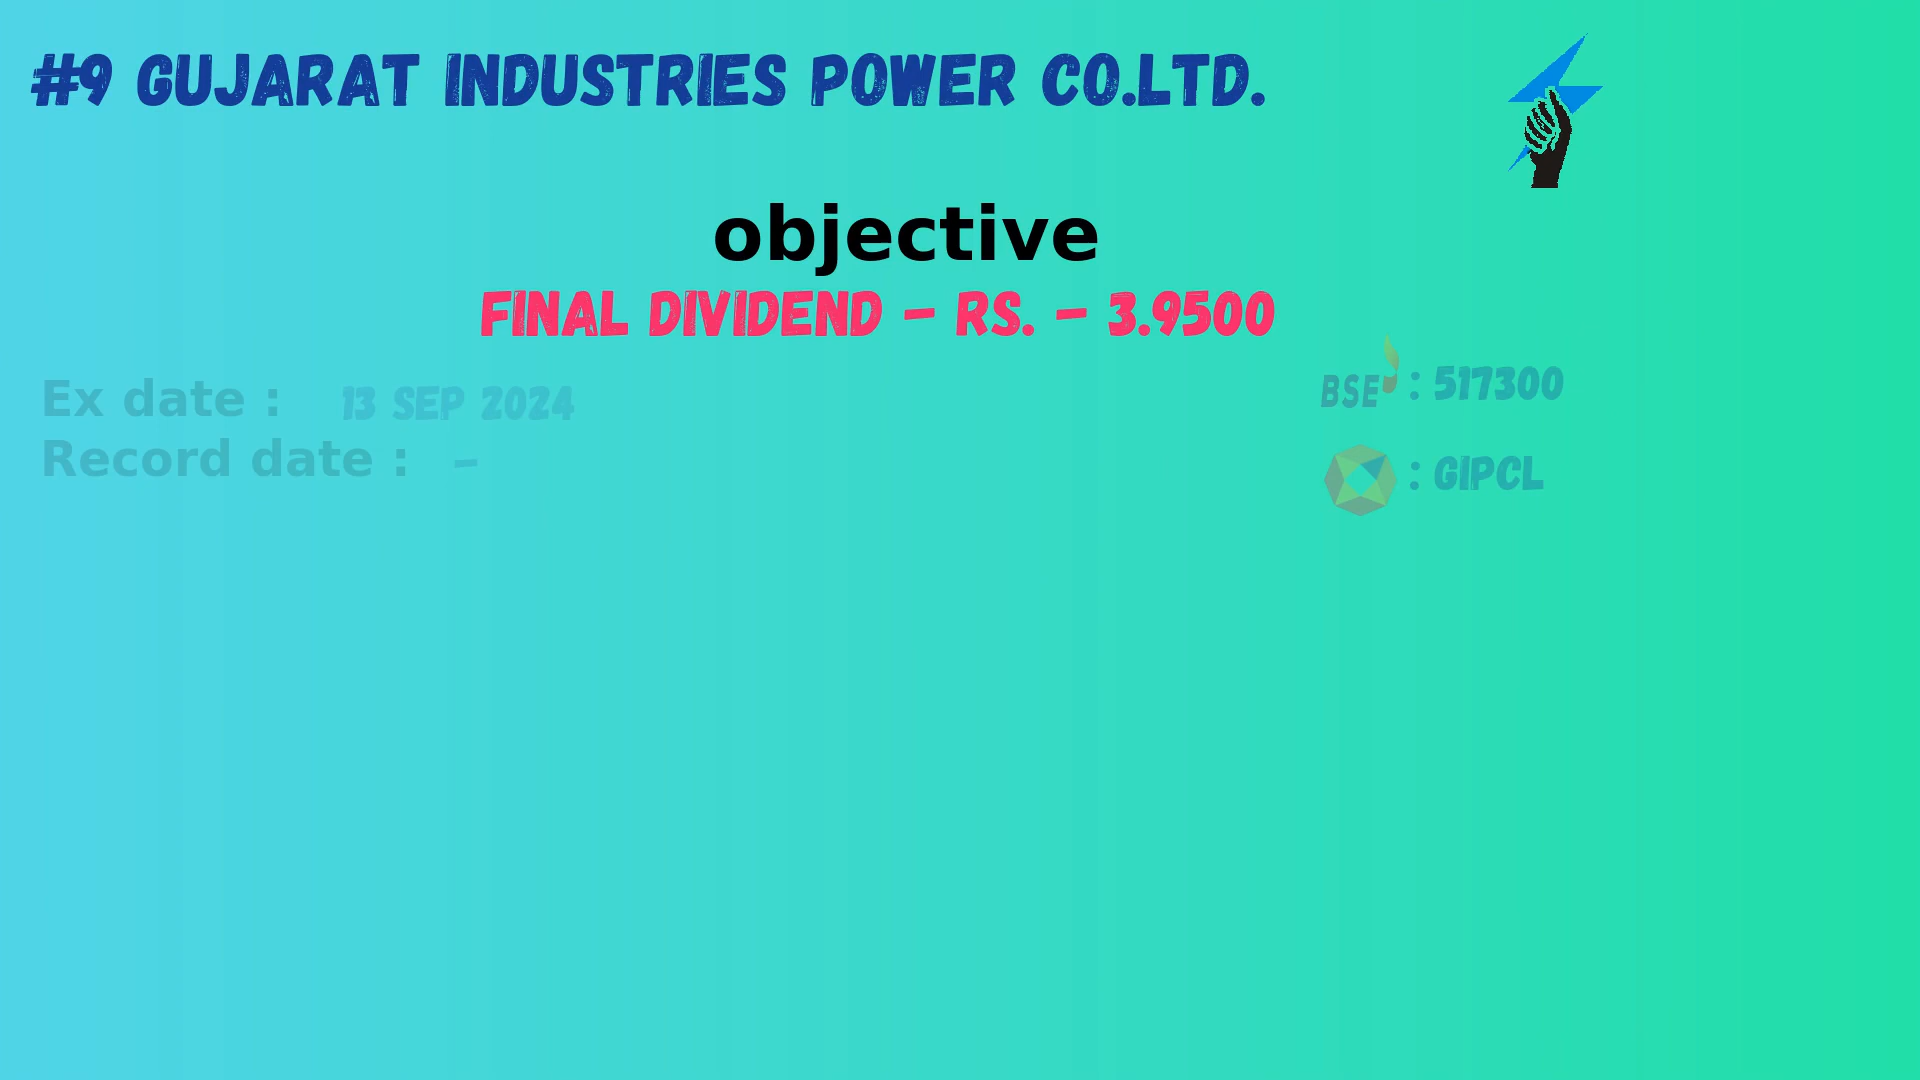 #9 GUJARAT INDUSTRIES POWER CO.LTD.
objective
FINAL DIVIDEND - RS. - 3.9500
Ex date : 13 SEP 2024
Record date : -
BSE : 517300
: GIPCL